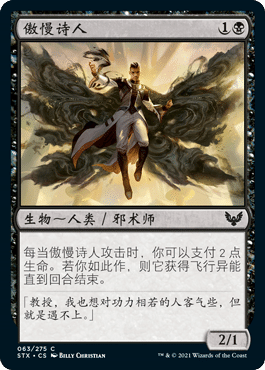 傲慢诗人 1
生物～人类 / 邪术师
每当傲慢诗人攻击时，你可以支付2点
生命。若你如此作，则它获得飞行异能
直到回合结束。
「教授，我也想对功力相若的人客气些，但
就是遇不上。」
2/1
063/275 C
STX • CS BILLY CHRISTIAN
™ & © 2021 Wizards of the Coast